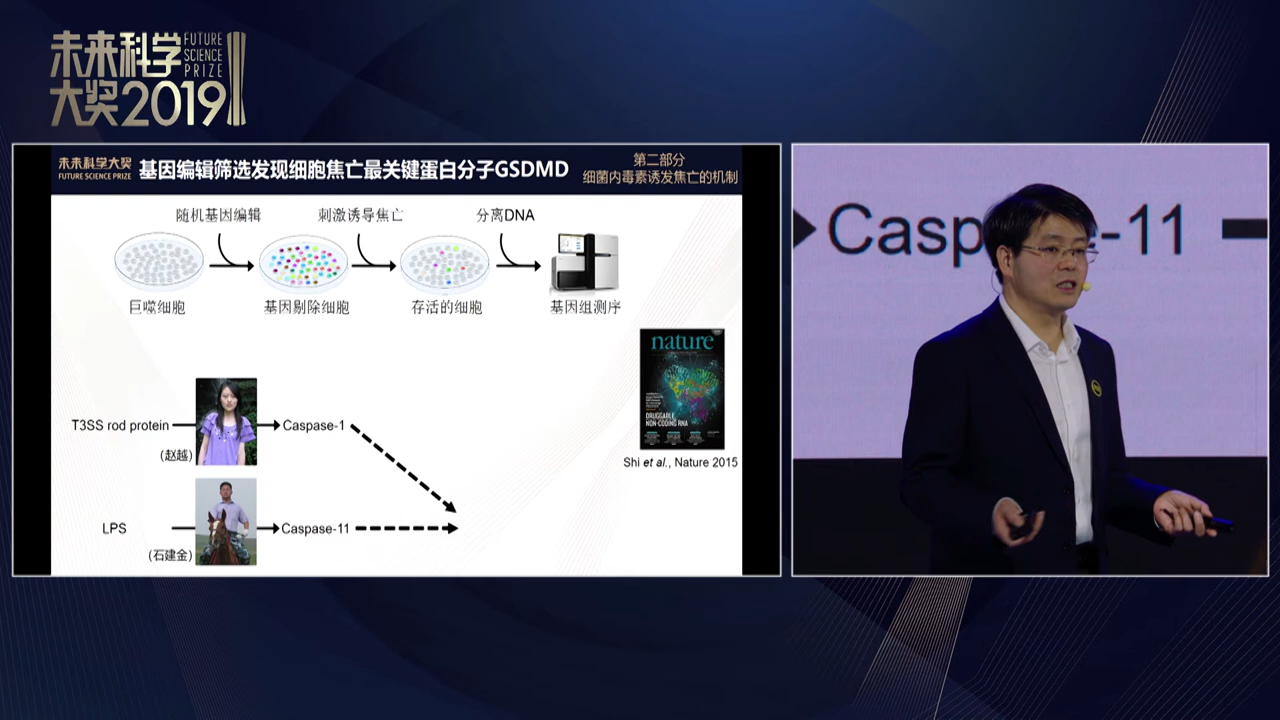 未来科学
大奖2019
FUTURE
SCIENCE
PRIZE
未来科学大奖
FUTURE SCIENCE PRIZE
基因编辑筛选发现细胞焦亡最关键蛋白分子GSDMD
第二部分
细菌内毒素诱发焦亡的机制
随机基因编辑
刺激诱导焦亡
分离DNA
巨噬细胞
基因剔除细胞
存活的细胞
基因组测序
nature
DRUGGABLE
NON-CODING RNA
Shi et al., Nature 2015
T3SS rod protein
(赵越)
Caspase-1
LPS
(石建金)
Caspase-11
Casp
-11